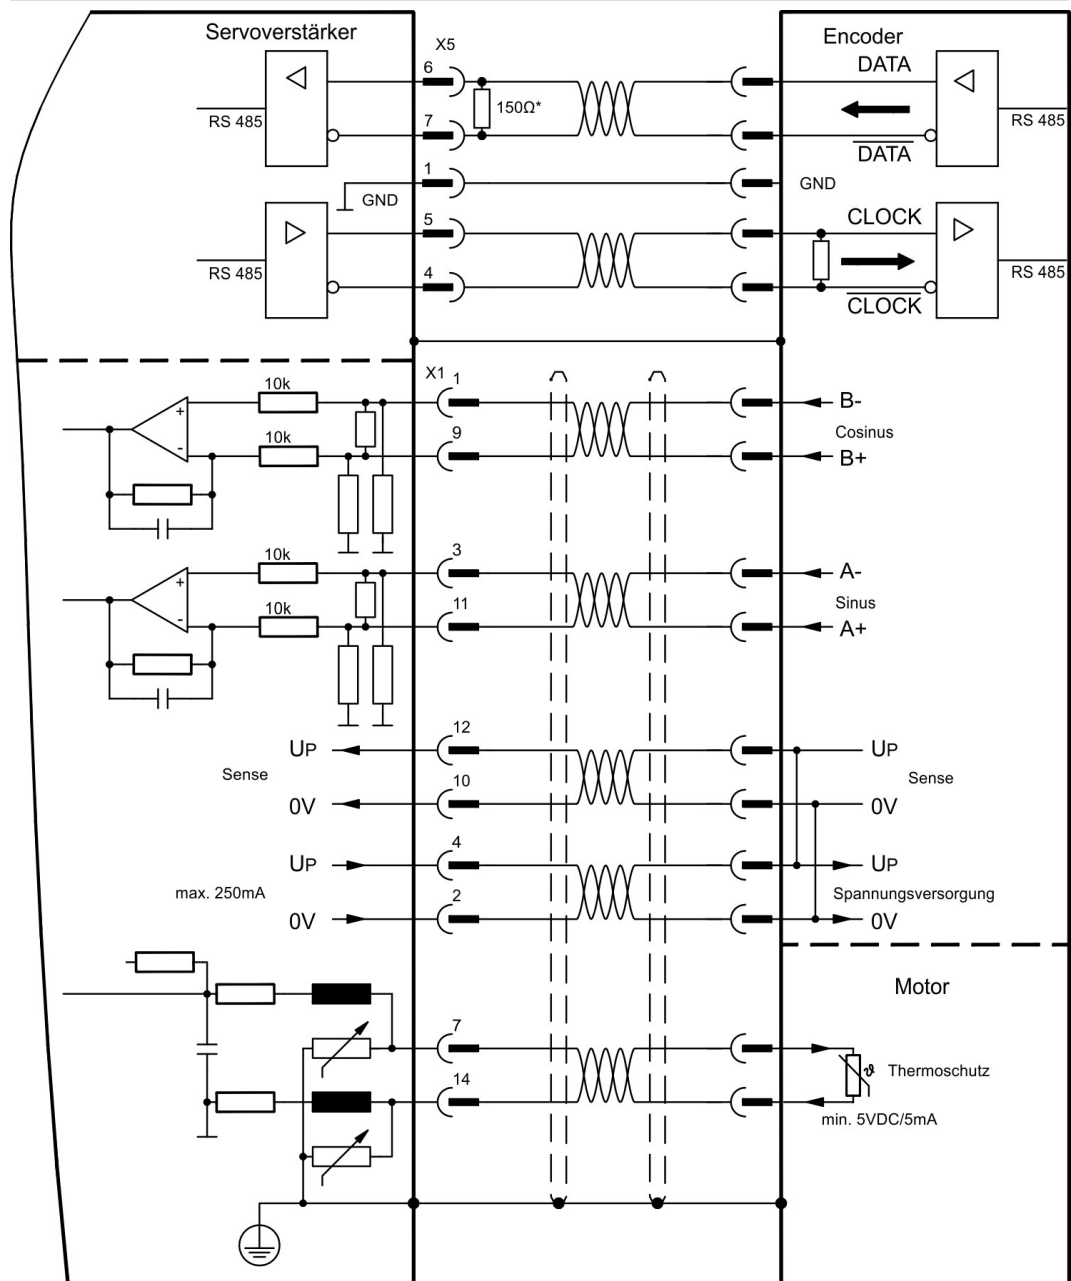 Servoverstärker
X5
Encoder
6
DATA
150Ω*
RS 485
RS 485
7
DATA
1
GND
GND
5
CLOCK
RS 485
RS 485
4
CLOCK
X1
1
10k
+
B-
Cosinus
10k
9
-
B+
3
10k
+
A-
Sinus
10k
11
-
A+
12
UP
UP
Sense
Sense
10
0V
0V
4
UP
UP
max. 250mA
Spannungsversorgung
2
0V
0V
Motor
7
ϑ
Thermoschutz
14
min. 5VDC/5mA